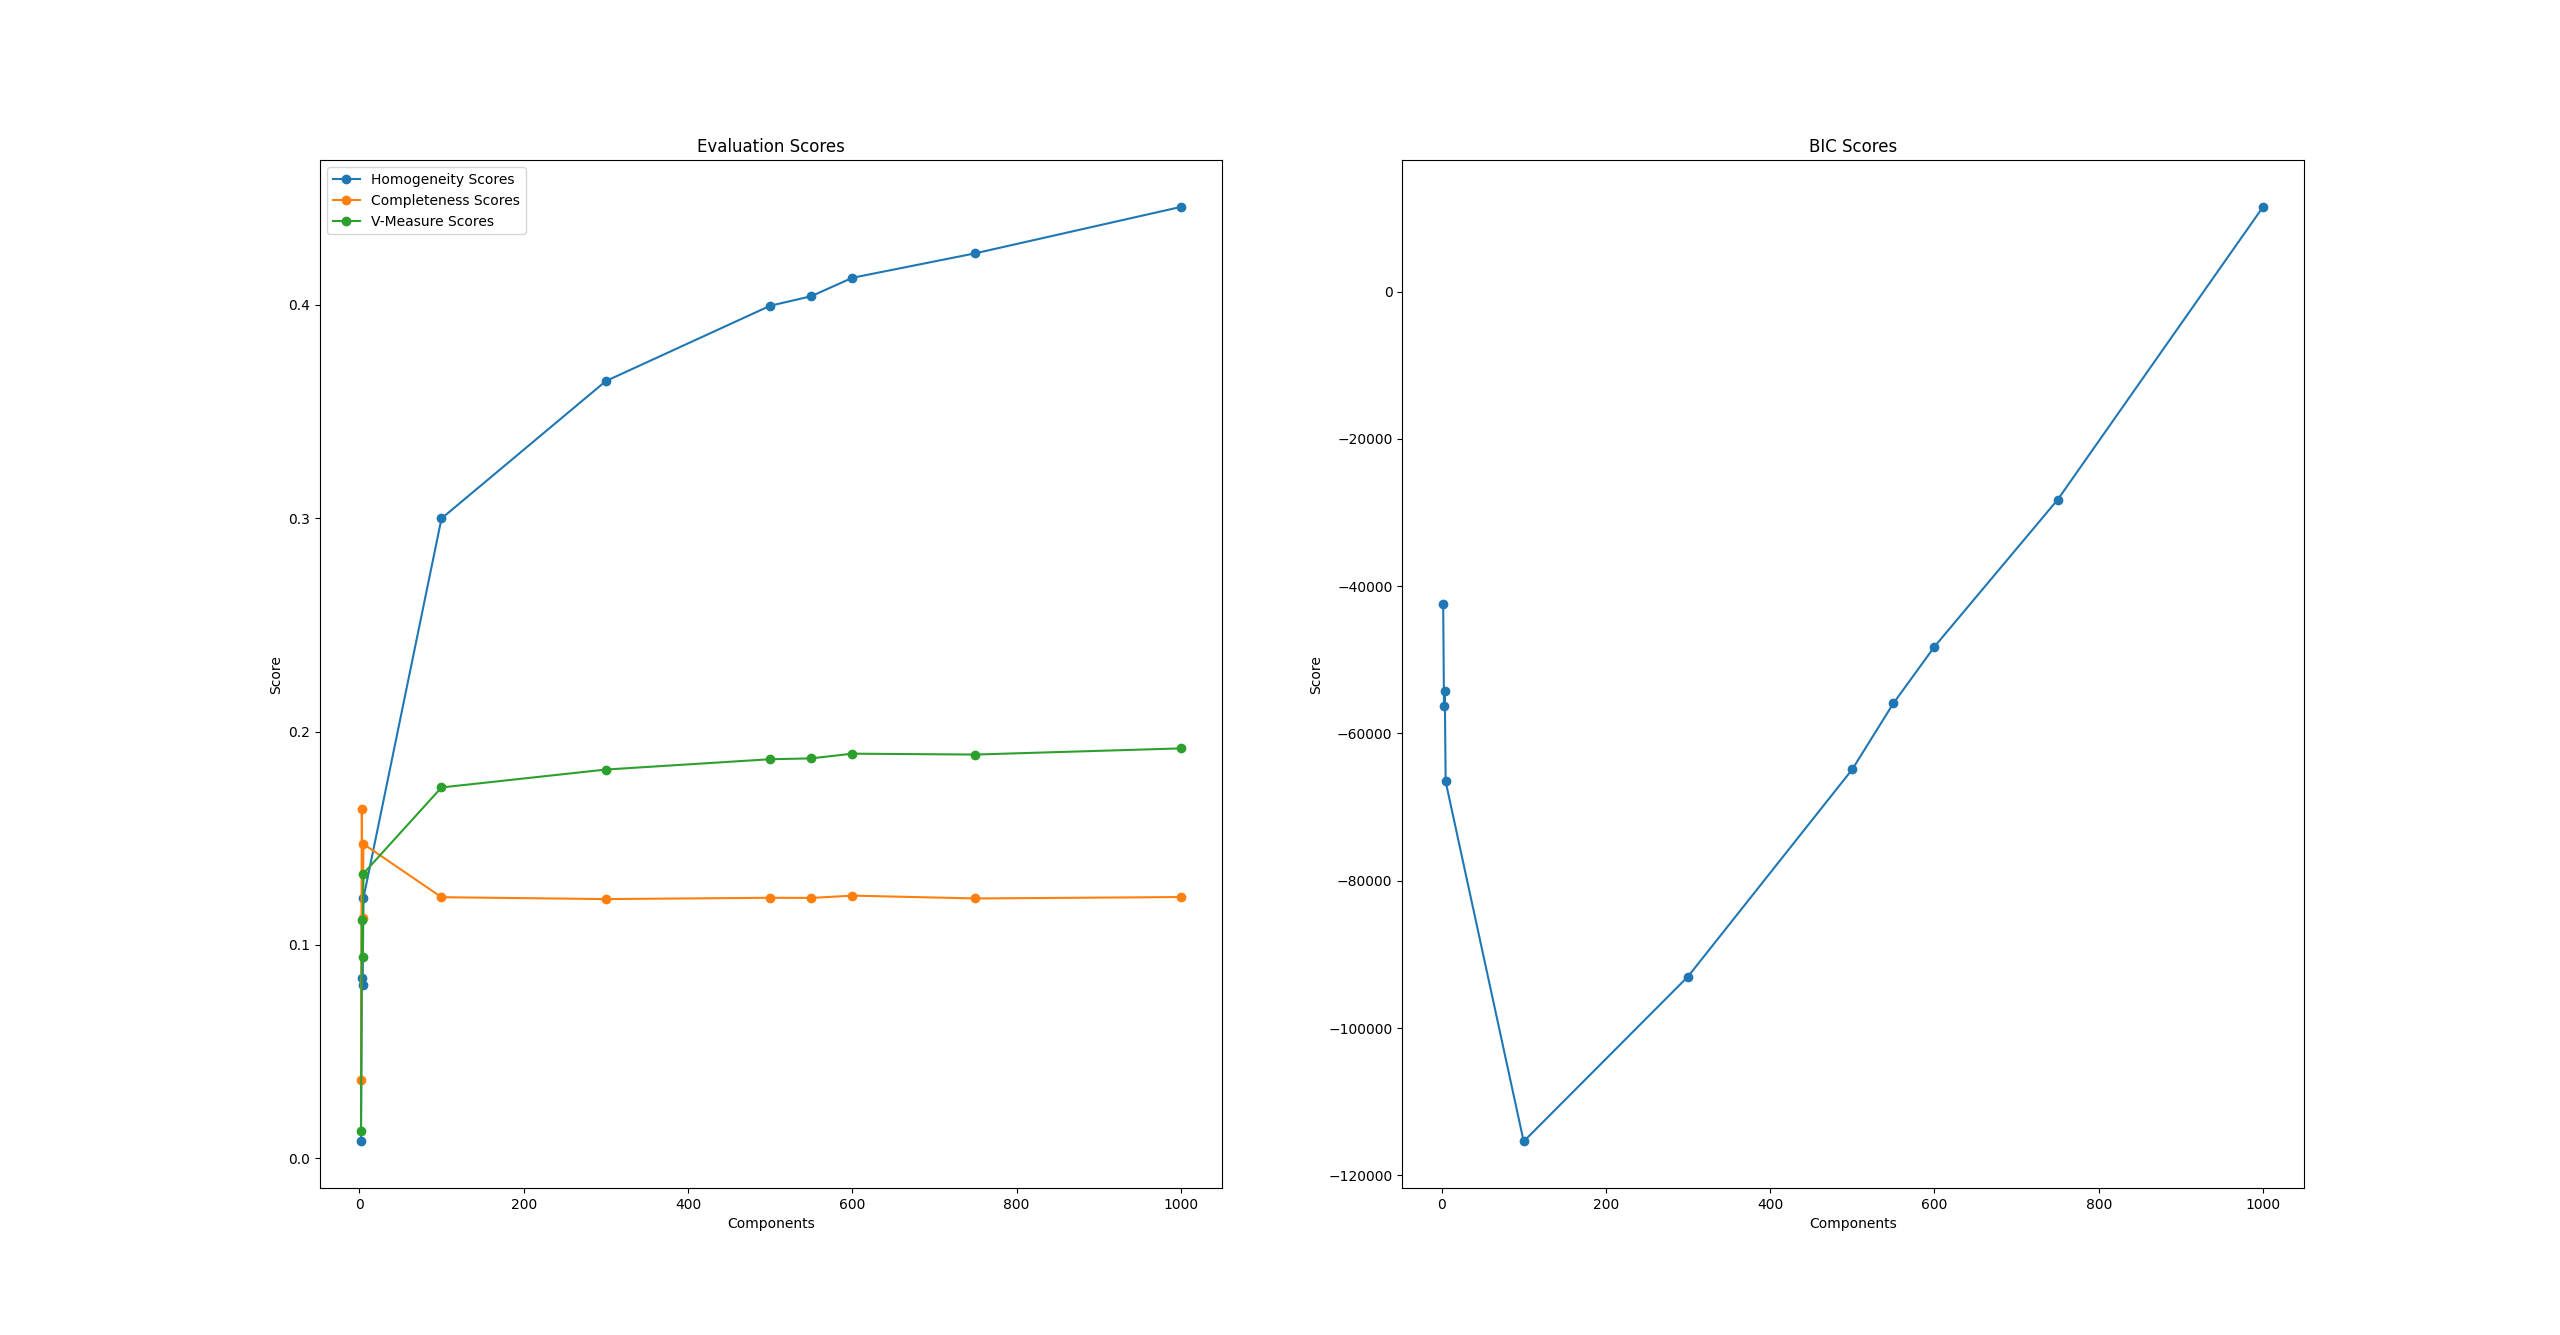 Evaluation Scores
Homogeneity Scores
Completeness Scores
V-Measure Scores
Score
0.4
0.3
0.2
0.1
0.0
0 200 400 600 800 1000
Components
BIC Scores
Score
0
−20000
−40000
−60000
−80000
−100000
−120000
0 200 400 600 800 1000
Components